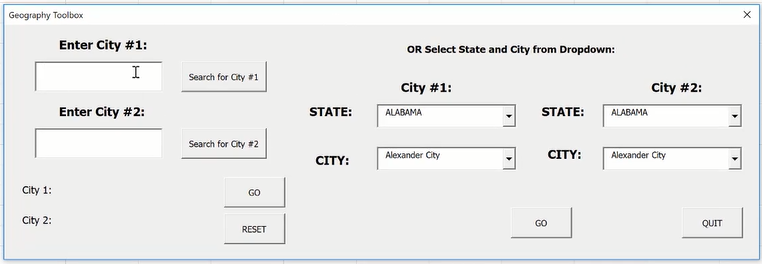 Geography Toolbox
Enter City #1:
Search for City #1
Enter City #2:
Search for City #2
City 1:
GO
City 2:
RESET
OR Select State and City from Dropdown:
City #1:
City #2:
STATE:
ALABAMA
STATE:
ALABAMA
CITY:
Alexander City
CITY:
Alexander City
GO
QUIT